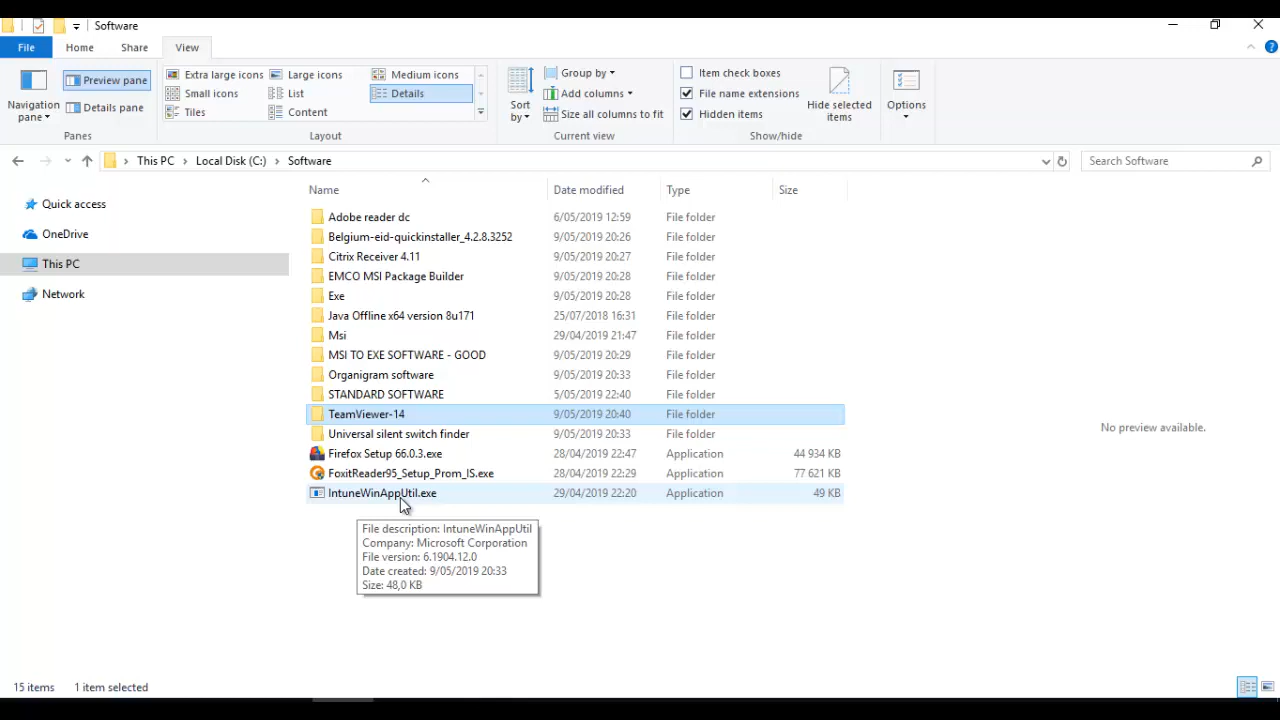 Software
File Home Share View
Navigation pane
Preview pane
Details pane
Panes
Extra large icons Large icons Medium icons
Small icons List Details
Tiles Content
Layout
Sort by
Group by
Add columns
Size all columns to fit
Current view
Item check boxes
File name extensions
Hidden items
Hide selected items
Show/hide
Options
This PC Local Disk (C:) Software
Search Software
Quick access
OneDrive
This PC
Network
Name Date modified Type Size
Adobe reader dc 6/05/2019 12:59 File folder
Belgium-eid-quickinstaller_4.2.8.3252 9/05/2019 20:26 File folder
Citrix Receiver 4.11 9/05/2019 20:27 File folder
EMCO MSI Package Builder 9/05/2019 20:28 File folder
Exe 9/05/2019 20:28 File folder
Java Offline x64 version 8u171 25/07/2018 16:31 File folder
Msi 29/04/2019 21:47 File folder
MSI TO EXE SOFTWARE - GOOD 9/05/2019 20:29 File folder
Organigram software 9/05/2019 20:33 File folder
STANDARD SOFTWARE 5/05/2019 22:40 File folder
TeamViewer-14 9/05/2019 20:40 File folder
Universal silent switch finder 9/05/2019 20:33 File folder
Firefox Setup 66.0.3.exe 28/04/2019 22:47 Application 44 934 KB
FoxitReader95_Setup_Prom_IS.exe 28/04/2019 22:29 Application 77 621 KB
IntuneWinAppUtil.exe 29/04/2019 22:20 Application 49 KB
File description: IntuneWinAppUtil
Company: Microsoft Corporation
File version: 6.1904.12.0
Date created: 9/05/2019 20:33
Size: 48,0 KB
No preview available.
15 items 1 item selected